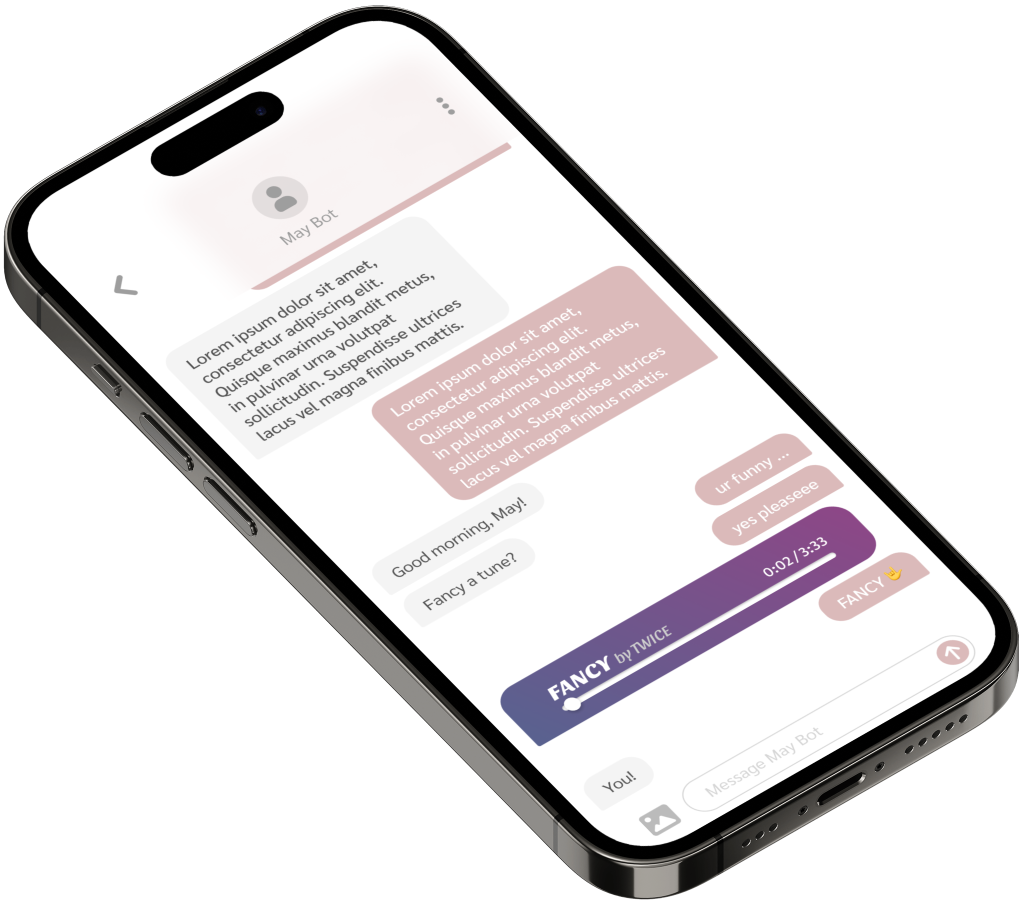 May Bot
Lorem ipsum dolor sit amet,
consectetur adipiscing elit.
Quisque maximus blandit metus,
in pulvinar urna volutpat
sollicitudin. Suspendisse ultrices
lacus vel magna finibus mattis.
Lorem ipsum dolor sit amet,
consectetur adipiscing elit.
Quisque maximus blandit metus,
in pulvinar urna volutpat
sollicitudin. Suspendisse ultrices
lacus vel magna finibus mattis.
Good morning, May!
Fancy a tune?
ur funny ...
yes pleaseee
FANCY by TWICE
0:02 / 3:33
FANCY 🤙
You!
Message May Bot